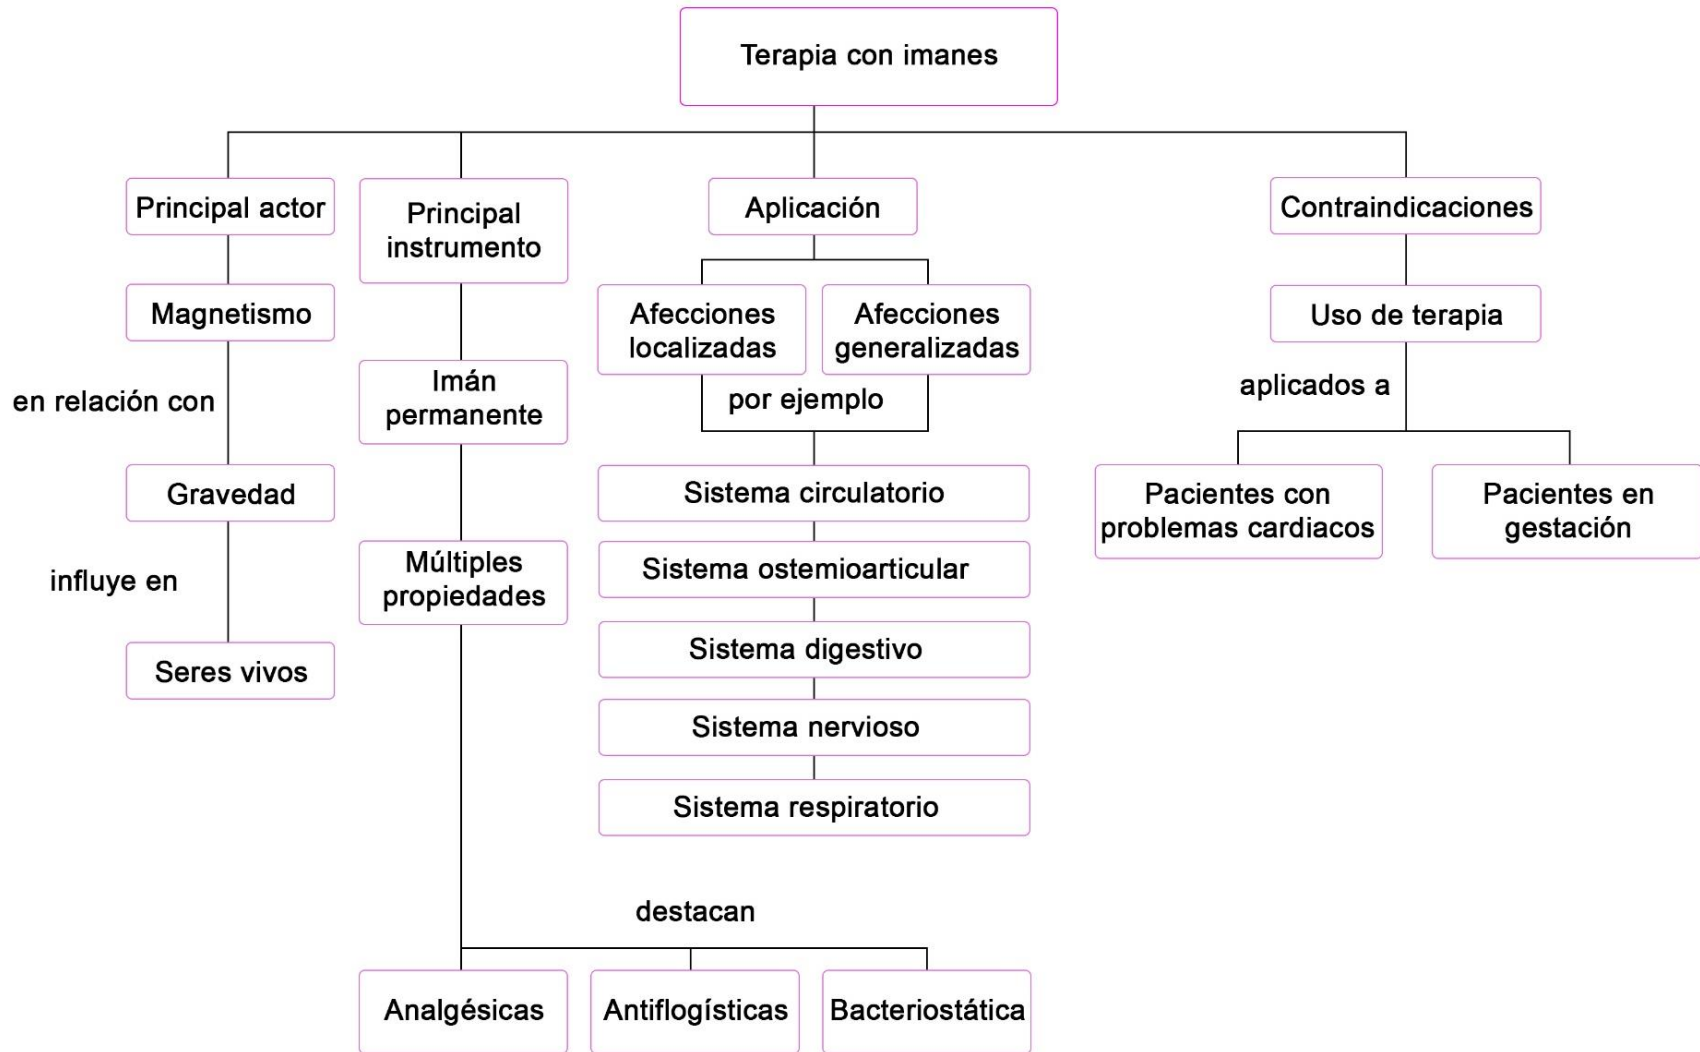 Terapia con imanes
Principal actor
Magnetismo
en relación con
Gravedad
influye en
Seres vivos
Principal
instrumento
Imán
permanente
Múltiples
propiedades
destacan
Analgésicas
Antiflogísticas
Bacteriostática
Aplicación
Afecciones
localizadas
Afecciones
generalizadas
por ejemplo
Sistema circulatorio
Sistema ostemioarticular
Sistema digestivo
Sistema nervioso
Sistema respiratorio
Contraindicaciones
Uso de terapia
aplicados a
Pacientes con
problemas cardiacos
Pacientes en
gestación